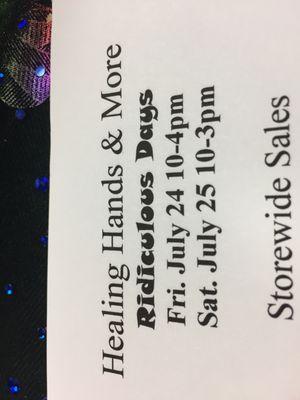 Healing Hands & More
Ridiculous Days
Fri. July 24 10-4pm
Sat. July 25 10-3pm
Storewide Sales